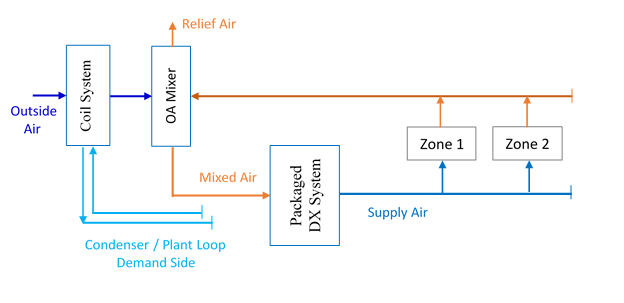 Relief Air
Coil System
OA Mixer
Outside
Air
Zone 1
Zone 2
Mixed Air
Packaged
DX System
Supply Air
Condenser / Plant Loop
Demand Side